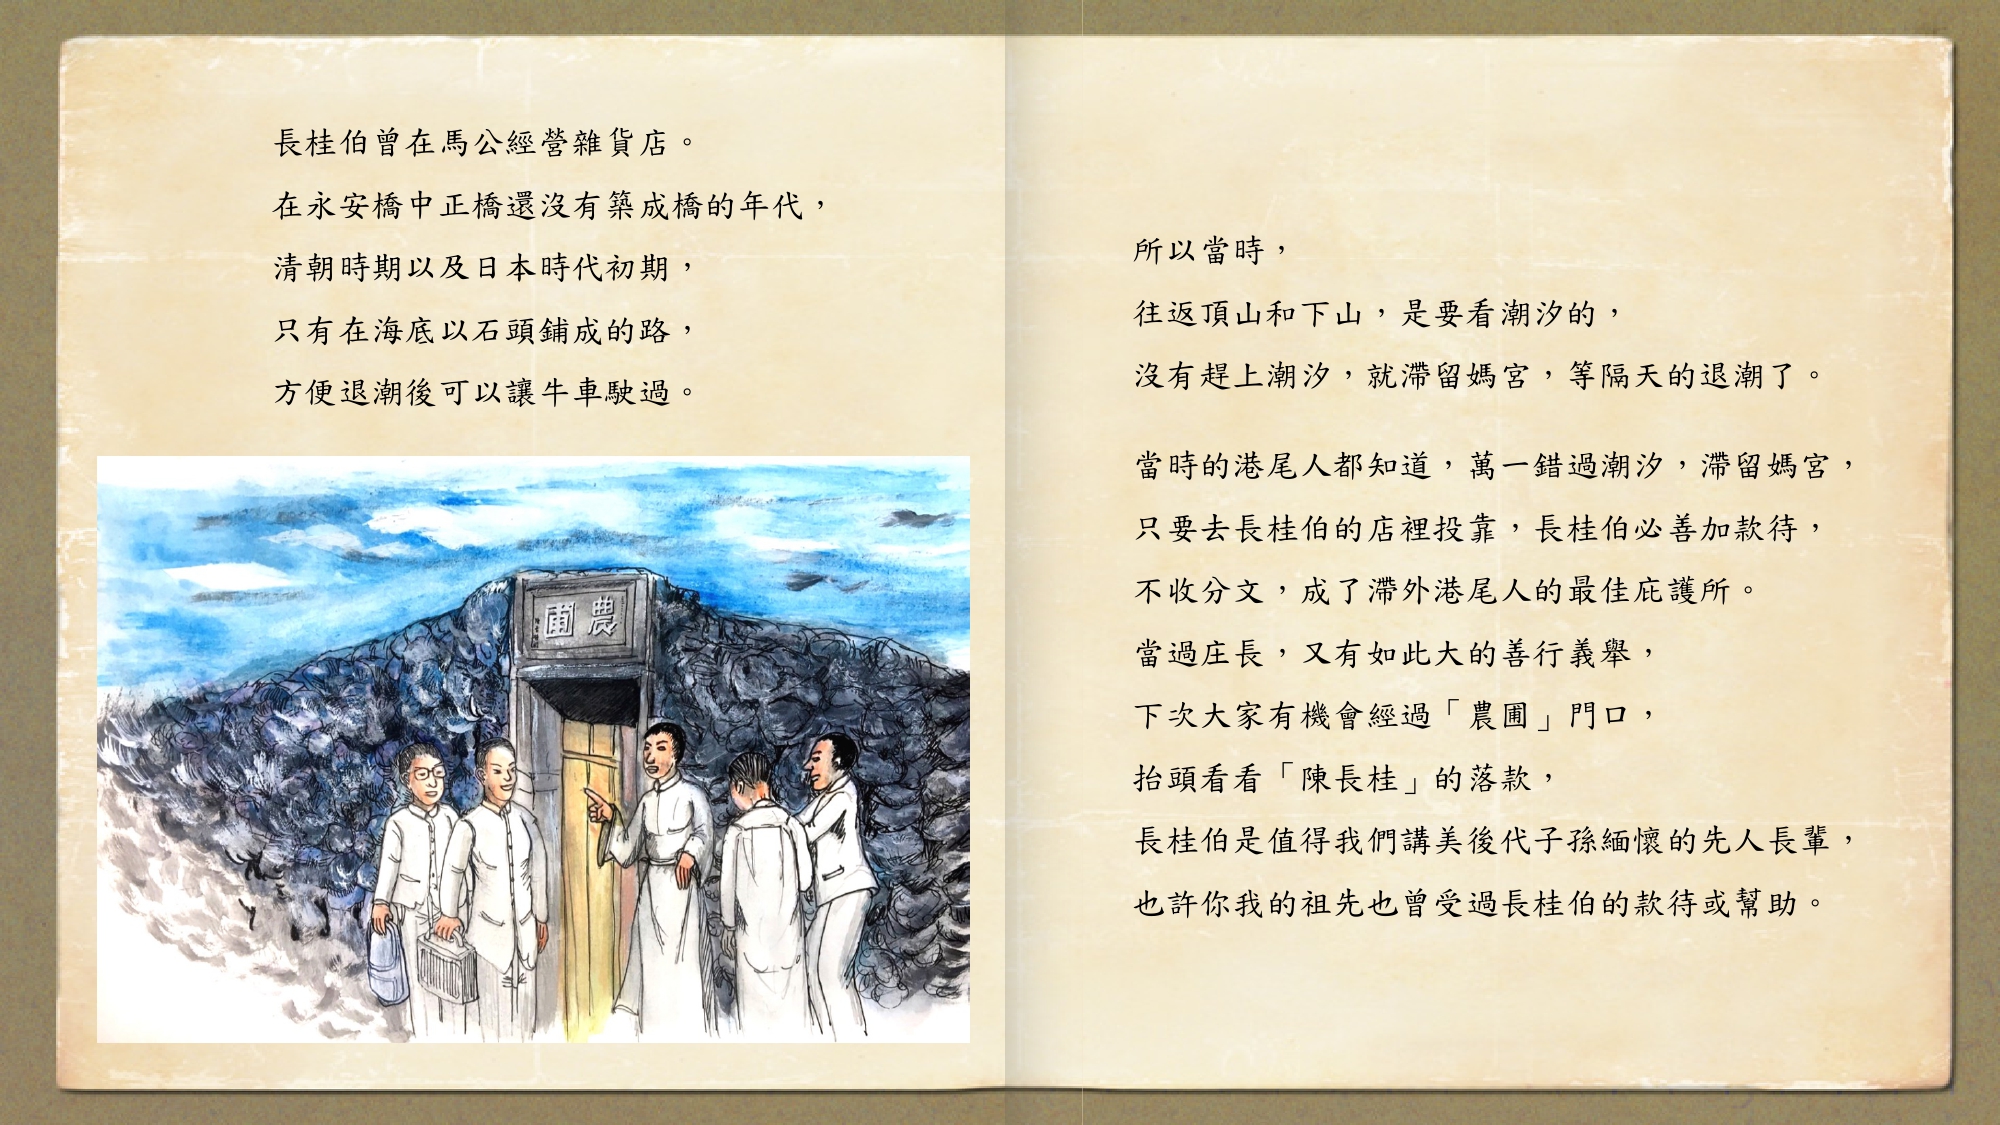 長桂伯曾在馬公經營雜貨店。
在永安橋中正橋還沒有築成橋的年代，
清朝時期以及日本時代初期，
只有在海底以石頭鋪成的路，
方便退潮後可以讓牛車駛過。
農圃
所以當時，
往返頂山和下山，是要看潮汐的，
沒有趕上潮汐，就滯留媽宮，等隔天的退潮了。
當時的港尾人都知道，萬一錯過潮汐，滯留媽宮，
只要去長桂伯的店裡投靠，長桂伯必善加款待，
不收分文，成了滯外港尾人的最佳庇護所。
當過庄長，又有如此大的善行義舉，
下次大家有機會經過「農圃」門口，
抬頭看看「陳長桂」的落款，
長桂伯是值得我們講美後代子孫緬懷的先人長輩，
也許你我的祖先也曾受過長桂伯的款待或幫助。